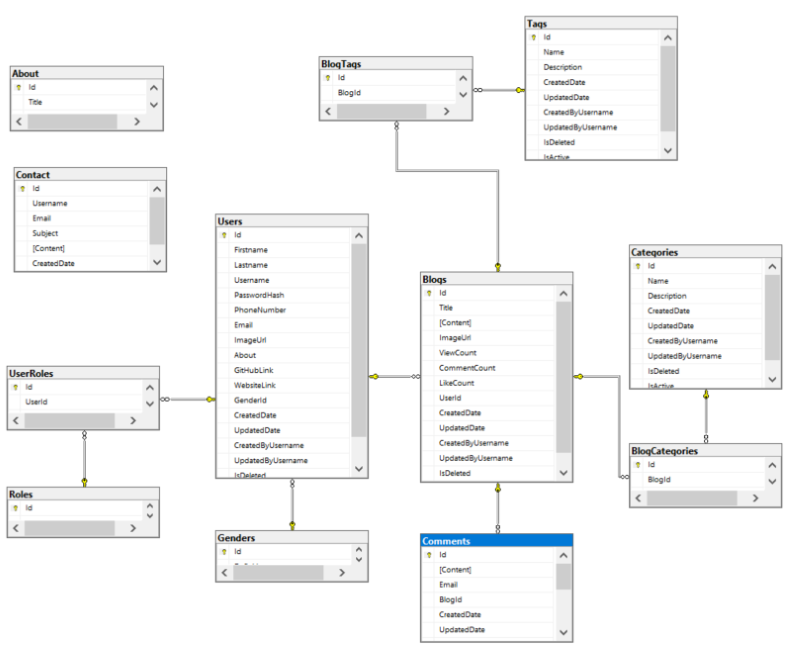 Tags
Id
Name
Description
CreatedDate
UpdatedDate
CreatedByUsername
UpdatedByUsername
IsDeleted
IsActive
BlogTags
Id
BlogId
About
Id
Title
Contact
Id
Username
Email
Subject
[Content]
CreatedDate
Users
Id
Firstname
Lastname
Username
PasswordHash
PhoneNumber
Email
ImageUrl
About
GitHubLink
WebsiteLink
GenderId
CreatedDate
UpdatedDate
CreatedByUsername
UpdatedByUsername
IsDeleted
Blogs
Id
Title
[Content]
ImageUrl
ViewCount
CommentCount
LikeCount
UserId
CreatedDate
UpdatedDate
CreatedByUsername
UpdatedByUsername
IsDeleted
Categories
Id
Name
Description
CreatedDate
UpdatedDate
CreatedByUsername
UpdatedByUsername
IsDeleted
IsActive
UserRoles
Id
UserId
BlogCategories
Id
BlogId
Roles
Id
Genders
Id
Comments
Id
[Content]
Email
BlogId
CreatedDate
UpdatedDate